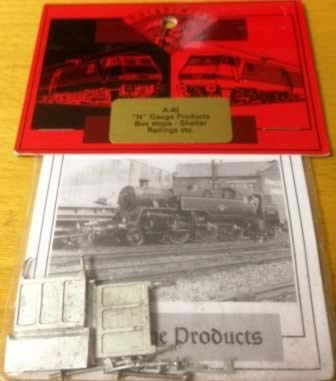 A.40
"N" Gauge Products
Bus stops - Shelter
Railings etc
Products